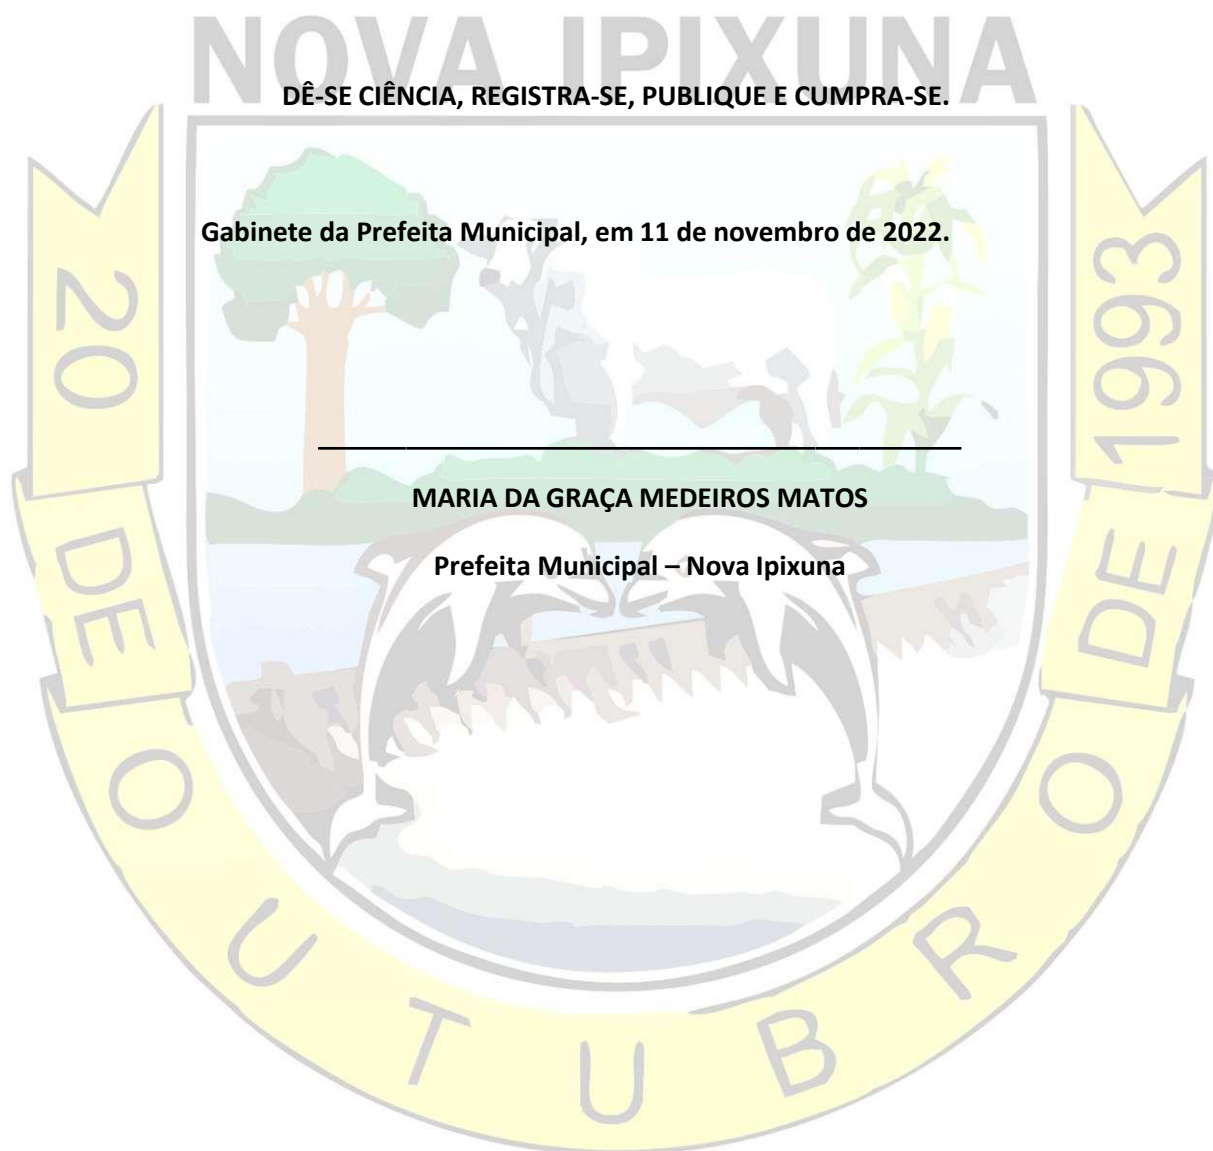 NOVA IPIXUNA
DÊ-SE CIÊNCIA, REGISTRA-SE, PUBLIQUE E CUMPRA-SE.
Gabinete da Prefeita Municipal, em 11 de novembro de 2022.
MARIA DA GRAÇA MEDEIROS MATOS
Prefeita Municipal – Nova Ipixuna
20 DE OUTUBRO DE 1993